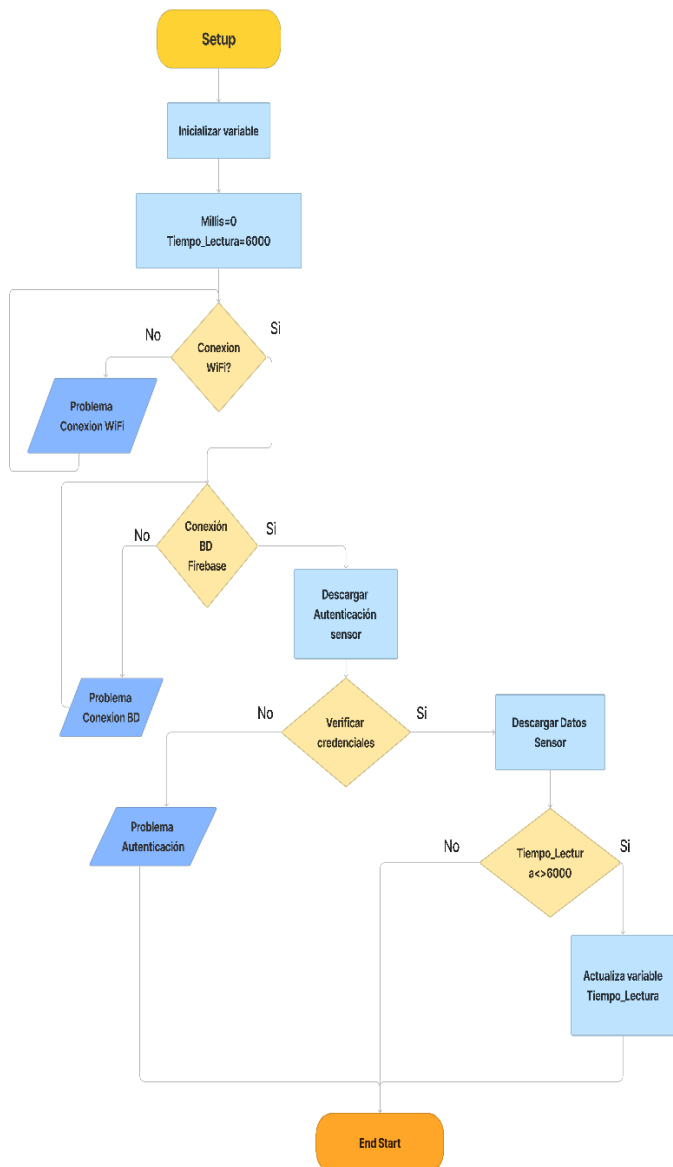 Setup
Inicializar variable
Millis=0
Tiempo_Lectura=6000
No
Si
Conexion
WiFi?
Problema
Conexion WiFi
No
Si
Conexión
BD
Firebase
Descargar
Autenticación
sensor
Problema
Conexion BD
No
Si
Verificar
credenciales
Descargar Datos
Sensor
Problema
Autenticación
No
Si
Tiempo_Lectur
a<>6000
Actualiza variable
Tiempo_Lectura
End Start